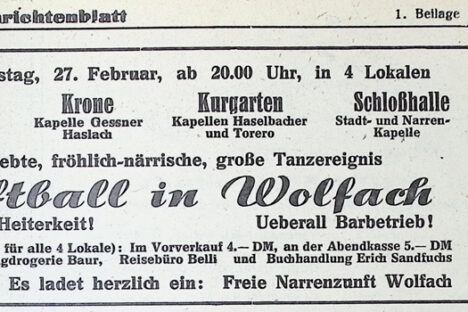 richtenblatt 1. Beilage
stag, 27. Februar, ab 20.00 Uhr, in 4 Lokalen
Krone Kurgarten Schloßhalle
Kapelle Gessner Kapellen Haselbacher Stadt- und Narren-
Haslach und Torero Kapelle
ebte, fröhlich-närrische, große Tanzereignis
tball in Wolfach
Heiterkeit! Ueberall Barbetrieb!
für alle 4 Lokale): Im Vorverkauf 4.— DM, an der Abendkasse 5.— DM
gdrogerie Baur, Reisebüro Belli und Buchhandlung Erich Sandfuchs
Es ladet herzlich ein: Freie Narrenzunft Wolfach